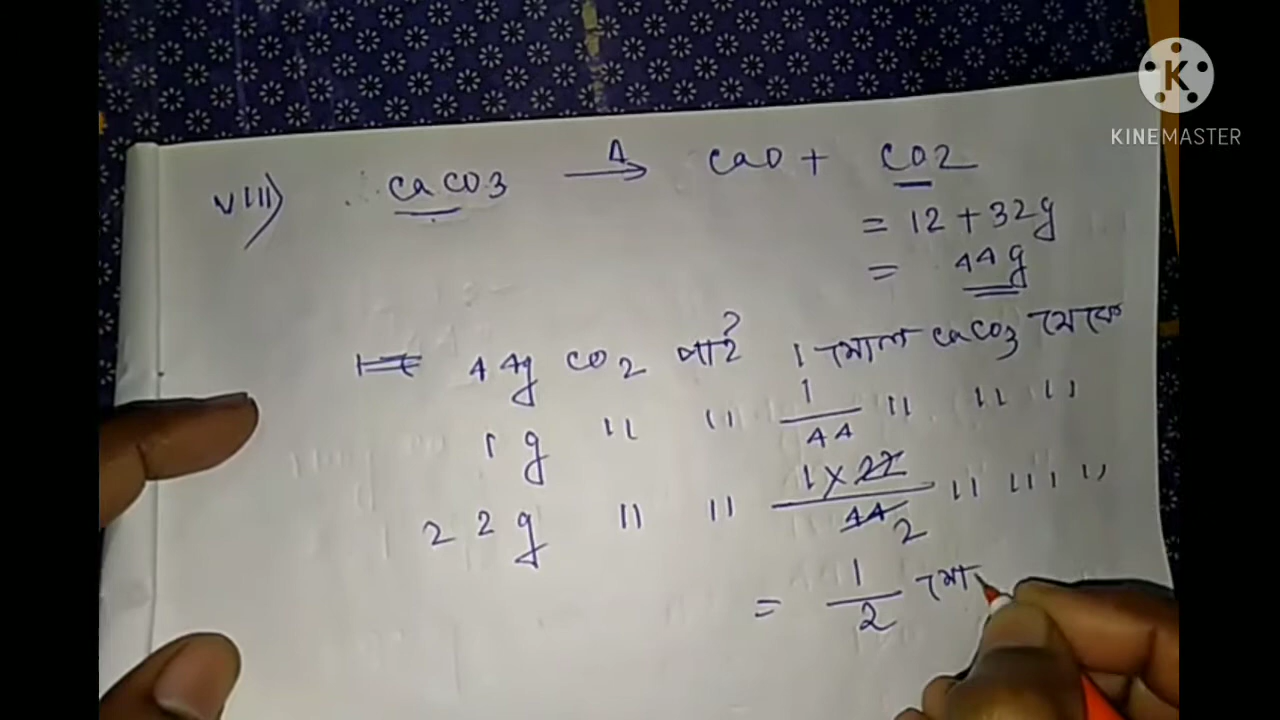 KINEMASTER
VIII) CaCO3 —Δ→ CaO + CO2
= 12 + 32g
= 44g
44g CO2 পাই 1 মোল CaCO3 থেকে
1g " " 1/44 " " "
22g " " 1×22/44 2 " " "
= 1/2 মো